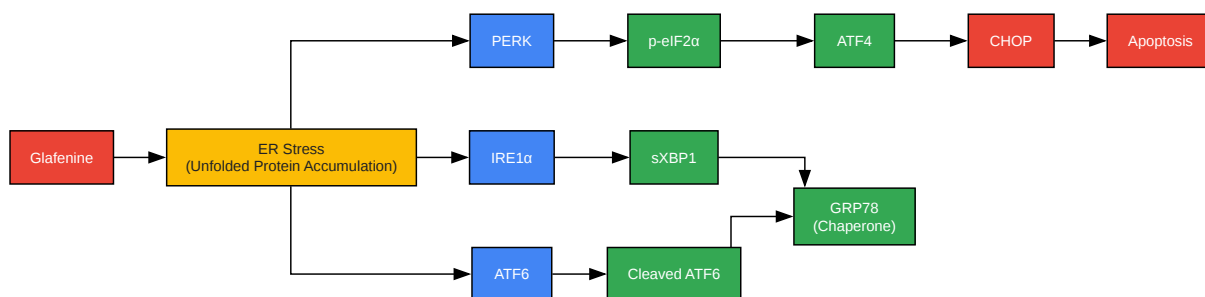 PERK
p-eIF2α
ATF4
CHOP
Apoptosis
Glafenine
ER Stress
(Unfolded Protein Accumulation)
IRE1α
sXBP1
GRP78
(Chaperone)
ATF6
Cleaved ATF6